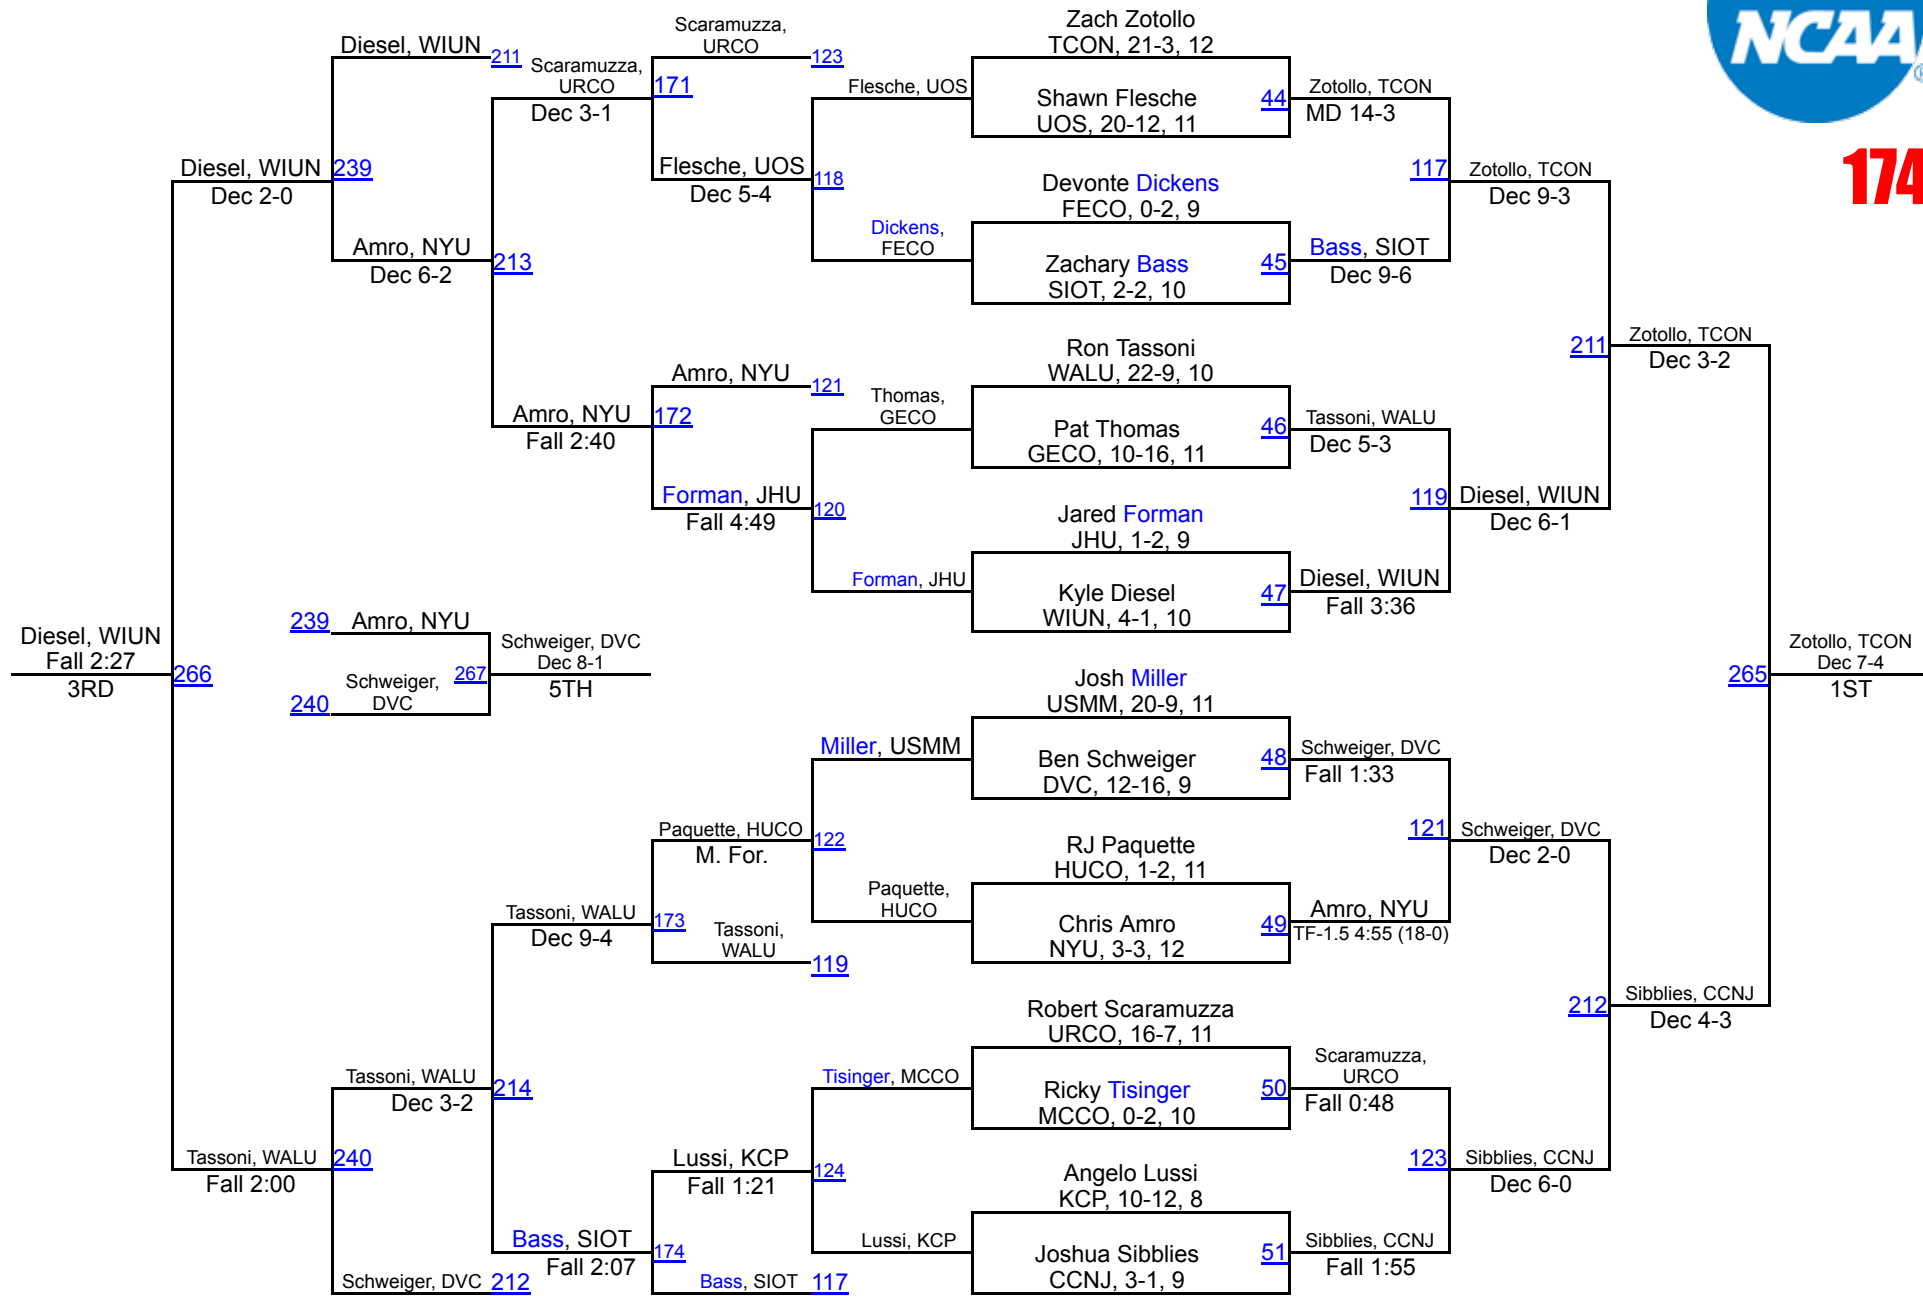 NCAA
®
174
Diesel, WIUN
211
Scaramuzza,
URCO
Dec 3-1
Scaramuzza,
URCO
123
171
Flesche, UOS
Flesche, UOS
Dec 5-4
118
Dickens,
FECO
Diesel, WIUN
Dec 2-0
239
Amro, NYU
Dec 6-2
213
Amro, NYU
121
Amro, NYU
Fall 2:40
172
Thomas,
GECO
Forman, JHU
Fall 4:49
120
Forman, JHU
Zach Zotollo
TCON, 21-3, 12
Shawn Flesche
UOS, 20-12, 11
44
Zotollo, TCON
MD 14-3
Devonte Dickens
FECO, 0-2, 9
Zachary Bass
SIOT, 2-2, 10
45
Bass, SIOT
Dec 9-6
117
Zotollo, TCON
Dec 9-3
Ron Tassoni
WALU, 22-9, 10
Pat Thomas
GECO, 10-16, 11
46
Tassoni, WALU
Dec 5-3
Jared Forman
JHU, 1-2, 9
Kyle Diesel
WIUN, 4-1, 10
47
Diesel, WIUN
Fall 3:36
119
Diesel, WIUN
Dec 6-1
211
Zotollo, TCON
Dec 3-2
Diesel, WIUN
Fall 2:27
3RD
266
239
Amro, NYU
240
Schweiger,
DVC
267
Schweiger, DVC
Dec 8-1
5TH
265
Zotollo, TCON
Dec 7-4
1ST
Josh Miller
USMM, 20-9, 11
Ben Schweiger
DVC, 12-16, 9
48
Schweiger, DVC
Fall 1:33
RJ Paquette
HUCO, 1-2, 11
Chris Amro
NYU, 3-3, 12
49
Amro, NYU
TF-1.5 4:55 (18-0)
121
Schweiger, DVC
Dec 2-0
Robert Scaramuzza
URCO, 16-7, 11
Ricky Tisinger
MCCO, 0-2, 10
50
Scaramuzza,
URCO
Fall 0:48
Angelo Lussi
KCP, 10-12, 8
Joshua Sibblies
CCNJ, 3-1, 9
51
Sibblies, CCNJ
Fall 1:55
123
Sibblies, CCNJ
Dec 6-0
212
Sibblies, CCNJ
Dec 4-3
Miller, USMM
Paquette, HUCO
M. For.
122
Paquette,
HUCO
Tassoni, WALU
Dec 9-4
173
Tassoni,
WALU
119
Tassoni, WALU
Dec 3-2
214
Tisinger, MCCO
Lussi, KCP
Fall 1:21
124
Lussi, KCP
Tassoni, WALU
Fall 2:00
240
Bass, SIOT
Fall 2:07
174
Bass, SIOT
117
Schweiger, DVC
212